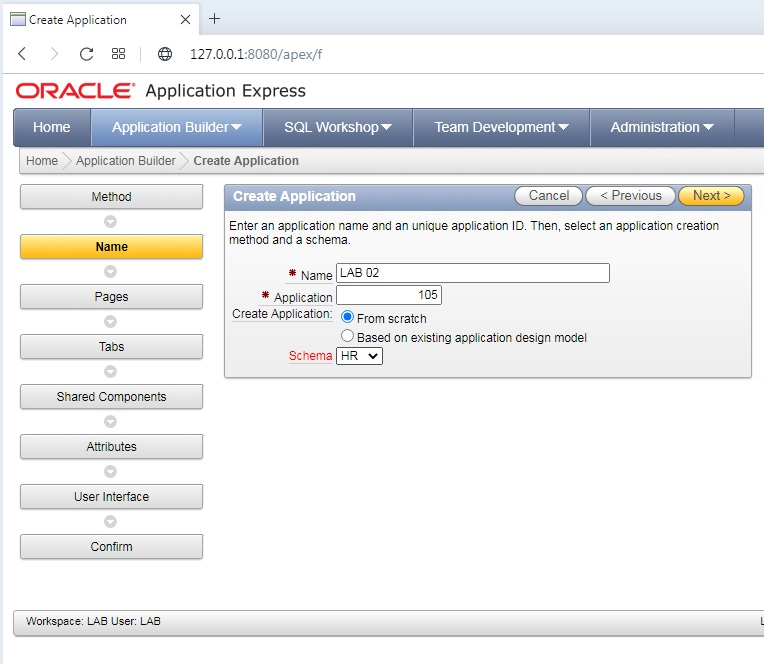 Create Application
127.0.0.1:8080/apex/f
ORACLE® Application Express
Home Application Builder SQL Workshop Team Development Administration
Home Application Builder Create Application
Method
Name
Pages
Tabs
Shared Components
Attributes
User Interface
Confirm
Create Application Cancel < Previous Next >
Enter an application name and an unique application ID. Then, select an application creation
method and a schema.
* Name LAB 02
* Application 105
Create Application: From scratch
Based on existing application design model
Schema HR
Workspace: LAB User: LAB L